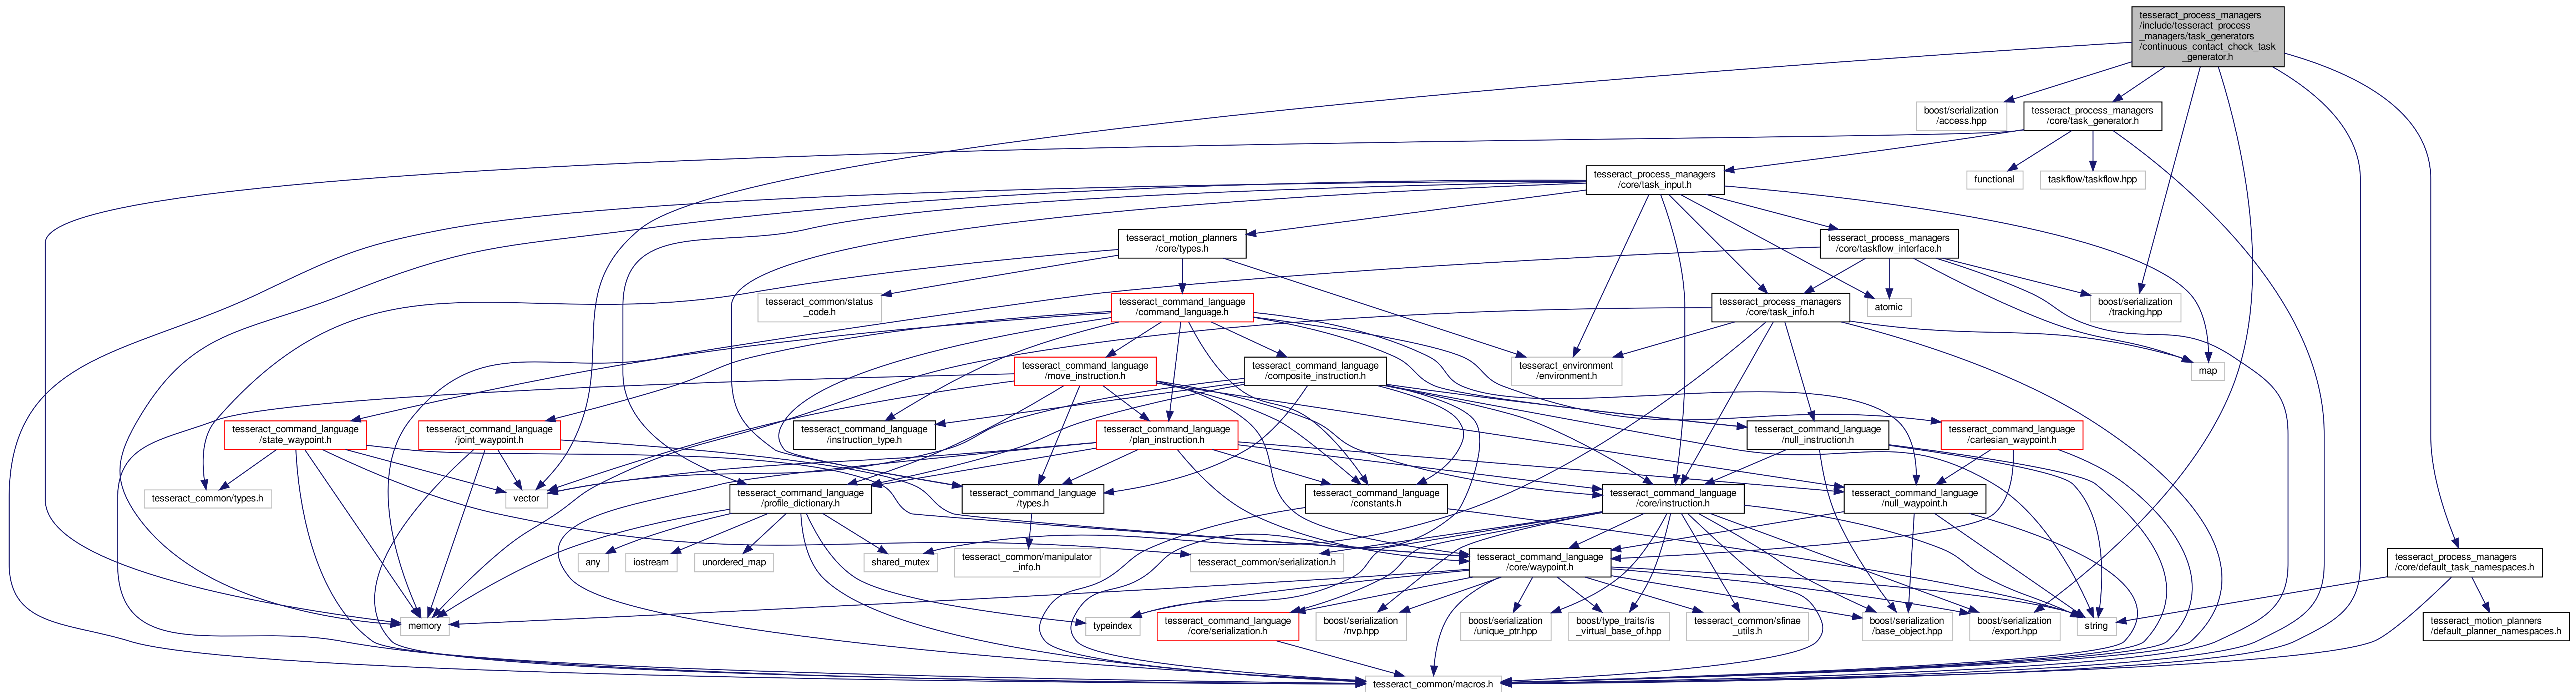 tesseract_process_managers
/include/tesseract_process
_managers/task_generators
/continuous_contact_check_task
_generator.h
boost/serialization
/access.hpp
tesseract_process_managers
/core/task_generator.h
tesseract_process_managers
/core/task_input.h
functional
taskflow/taskflow.hpp
tesseract_motion_planners
/core/types.h
tesseract_process_managers
/core/taskflow_interface.h
tesseract_common/status
_code.h
tesseract_command_language
/command_language.h
tesseract_process_managers
/core/task_info.h
atomic
boost/serialization
/tracking.hpp
tesseract_command_language
/move_instruction.h
tesseract_command_language
/composite_instruction.h
tesseract_environment
/environment.h
map
tesseract_command_language
/state_waypoint.h
tesseract_command_language
/joint_waypoint.h
tesseract_command_language
/instruction_type.h
tesseract_command_language
/plan_instruction.h
tesseract_command_language
/null_instruction.h
tesseract_command_language
/cartesian_waypoint.h
tesseract_common/types.h
vector
tesseract_command_language
/profile_dictionary.h
tesseract_command_language
/types.h
tesseract_command_language
/constants.h
tesseract_command_language
/core/instruction.h
tesseract_command_language
/null_waypoint.h
any
iostream
unordered_map
shared_mutex
tesseract_common/manipulator
_info.h
tesseract_common/serialization.h
tesseract_command_language
/core/waypoint.h
tesseract_process_managers
/core/default_task_namespaces.h
memory
typeindex
tesseract_command_language
/core/serialization.h
boost/serialization
/nvp.hpp
boost/serialization
/unique_ptr.hpp
boost/type_traits/is
_virtual_base_of.hpp
tesseract_common/sfinae
_utils.h
boost/serialization
/base_object.hpp
boost/serialization
/export.hpp
string
tesseract_motion_planners
/default_planner_namespaces.h
tesseract_common/macros.h